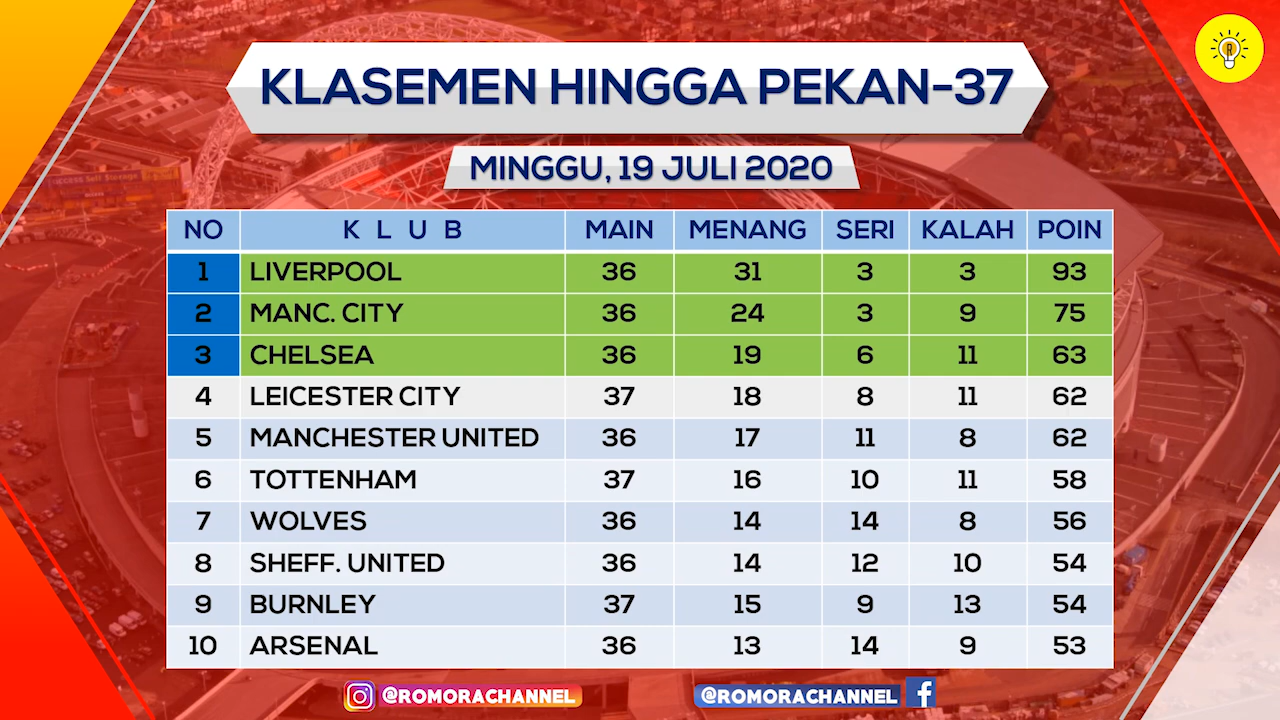 KLASEMEN HINGGA PEKAN-37
MINGGU, 19 JULI 2020
NO K L U B MAIN MENANG SERI KALAH POIN
1 LIVERPOOL 36 31 3 3 93
2 MANC. CITY 36 24 3 9 75
3 CHELSEA 36 19 6 11 63
4 LEICESTER CITY 37 18 8 11 62
5 MANCHESTER UNITED 36 17 11 8 62
6 TOTTENHAM 37 16 10 11 58
7 WOLVES 36 14 14 8 56
8 SHEFF. UNITED 36 14 12 10 54
9 BURNLEY 37 15 9 13 54
10 ARSENAL 36 13 14 9 53
@ROMORACHANNEL @ROMORACHANNEL f
R